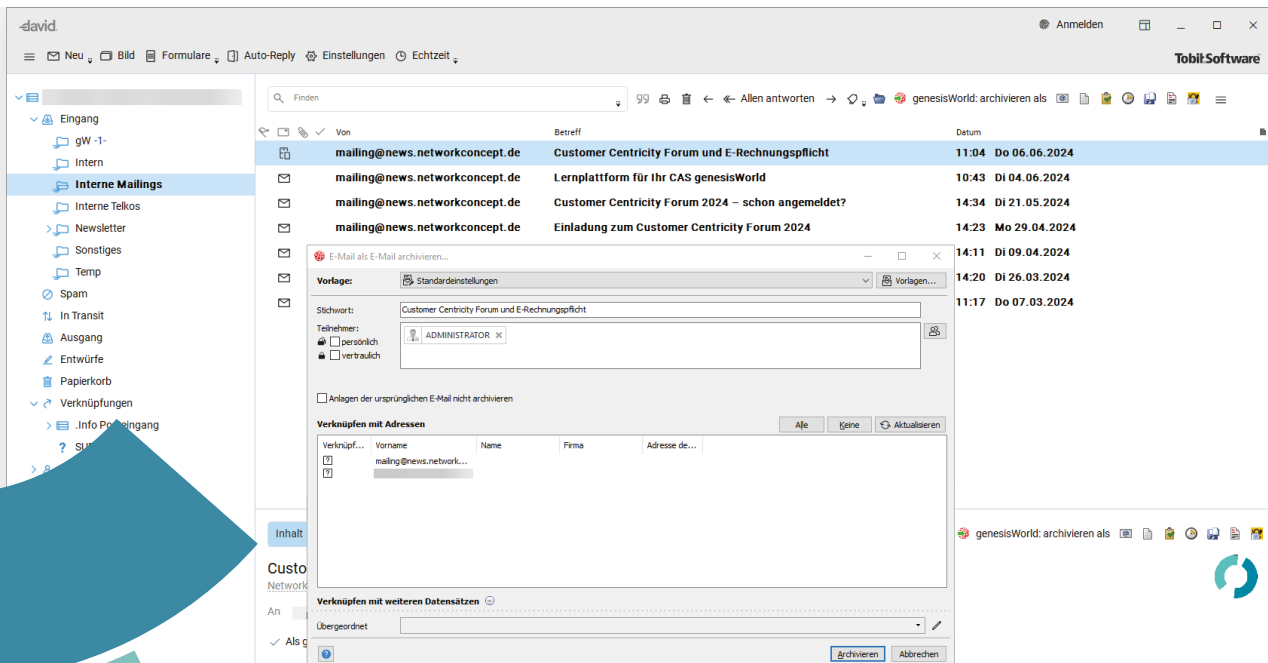 david.
Anmelden
Neu Bild Formulare Auto-Reply Einstellungen Echtzeit
Tobit.Software
Eingang
gW -1-
Intern
Interne Mailings
Interne Telkos
Newsletter
Sonstiges
Temp
Spam
In Transit
Ausgang
Entwürfe
Papierkorb
Verknüpfungen
Finden
Allen antworten genesisWorld: archivieren als
Von Betreff Datum
mailing@news.networkconcept.de Customer Centricity Forum und E-Rechnungspflicht 11:04 Do 06.06.2024
mailing@news.networkconcept.de Lernplattform für Ihr CAS genesisWorld 10:43 Di 04.06.2024
mailing@news.networkconcept.de Customer Centricity Forum 2024 – schon angemeldet? 14:34 Di 21.05.2024
mailing@news.networkconcept.de Einladung zum Customer Centricity Forum 2024 14:23 Mo 29.04.2024
14:11 Di 09.04.2024
14:20 Di 26.03.2024
11:17 Do 07.03.2024
E-Mail als E-Mail archivieren...
Vorlage: Standardeinstellungen Vorlagen...
Stichwort: Customer Centricity Forum und E-Rechnungspflicht
Teilnehmer: ADMINISTRATOR
persönlich
vertraulich
Anlagen der ursprünglichen E-Mail nicht archivieren
Verknüpfen mit Adressen Alle Keine Aktualisieren
Verknüpf... Vorname Name Firma Adresse de...
mailing@news.network...
Verknüpfen mit weiteren Datensätzen
Übergeordnet
Archivieren Abbrechen
Inhalt
genesisWorld: archivieren als
Custo
Network
An
Als g